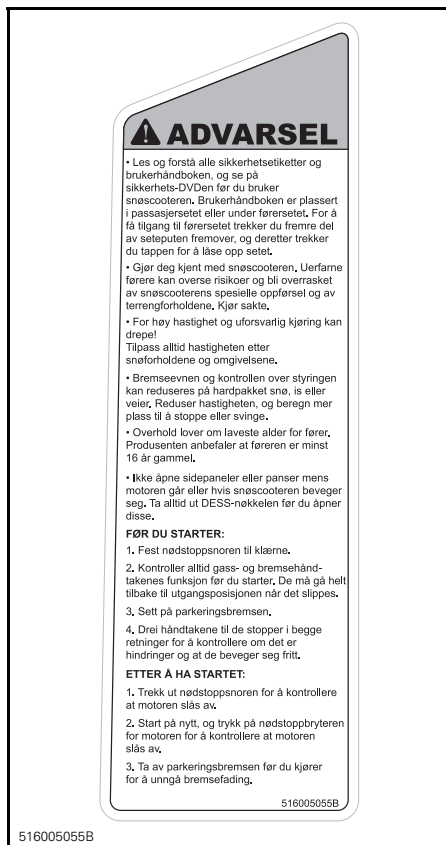 ADVARSEL
• Les og forstå alle sikkerhetsetiketter og
brukerhåndboken, og se på
sikkerhets-DVDen før du bruker
snøscooteren. Brukerhåndboken er plassert
i passasjersetet eller under førersetet. For å
få tilgang til førersetet trekker du fremre del
av seteputen fremover, og deretter trekker
du tappen for å låse opp setet.
• Gjør deg kjent med snøscooteren. Uerfarne
førere kan overse risikoer og bli overrasket
av snøscooterens spesielle oppførsel og av
terrengforholdene. Kjør sakte.
• For høy hastighet og uforsvarlig kjøring kan
drepe!
Tilpass alltid hastigheten etter
snøforholdene og omgivelsene.
• Bremseevnen og kontrollen over styringen
kan reduseres på hardpakket snø, is eller
veier. Reduser hastigheten, og beregn mer
plass til å stoppe eller svinge.
• Overhold lover om laveste alder for fører.
Produsenten anbefaler at føreren er minst
16 år gammel.
• Ikke åpne sidepaneler eller panser mens
motoren går eller hvis snøscooteren beveger
seg. Ta alltid ut DESS-nøkkelen før du åpner
disse.
FØR DU STARTER:
1. Fest nødstoppsnoren til klærne.
2. Kontroller alltid gass- og bremsehånd-
takenes funksjon før du starter. De må gå helt
tilbake til utgangsposisjonen når det slippes.
3. Sett på parkeringsbremsen.
4. Drei håndtakene til de stopper i begge
retninger for å kontrollere om det er
hindringer og at de beveger seg fritt.
ETTER Å HA STARTET:
1. Trekk ut nødstoppsnoren for å kontrollere
at motoren slås av.
2. Start på nytt, og trykk på nødstoppbryteren
for motoren for å kontrollere at motoren
slås av.
3. Ta av parkeringsbremsen før du kjører
for å unngå bremsefading.
516005055B
516005055B